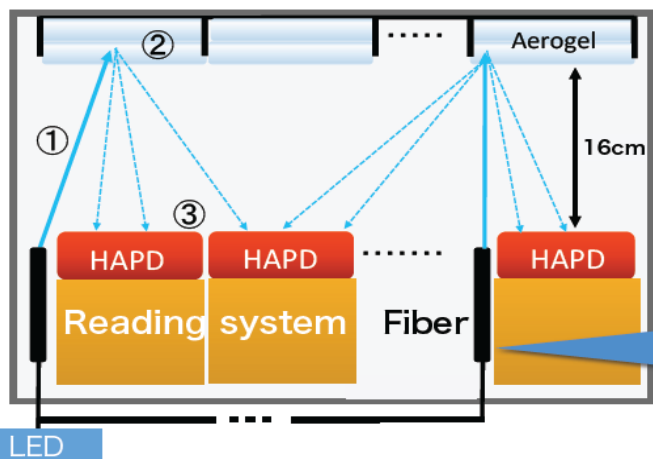 ②
Aerogel
①
16cm
③
HAPD HAPD HAPD
Reading system Fiber
LED